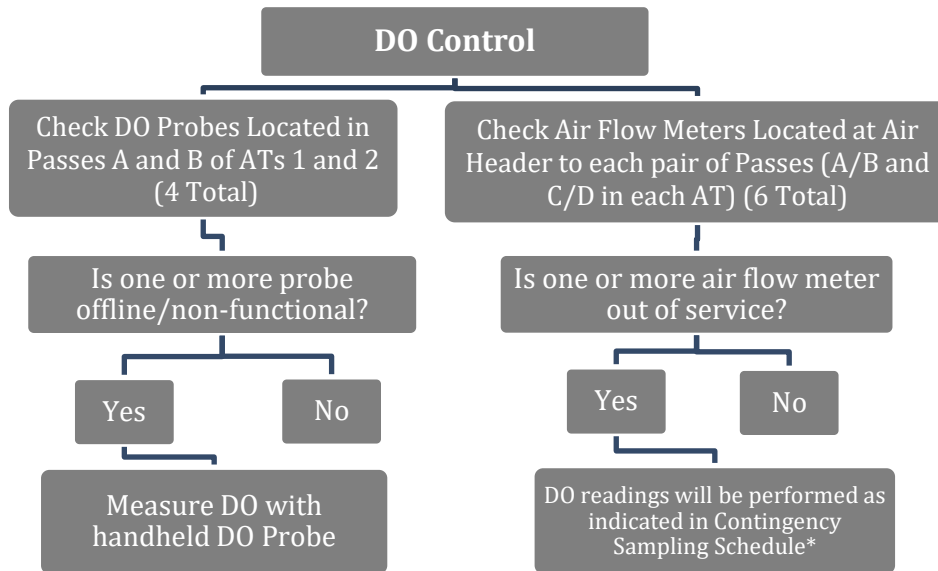 DO Control
Check DO Probes Located in
Passes A and B of ATs 1 and 2
(4 Total)
Check Air Flow Meters Located at Air
Header to each pair of Passes (A/B and
C/D in each AT) (6 Total)
Is one or more probe
offline/non-functional?
Is one or more air flow meter
out of service?
Yes
No
Yes
No
Measure DO with
handheld DO Probe
DO readings will be performed as
indicated in Contingency
Sampling Schedule*